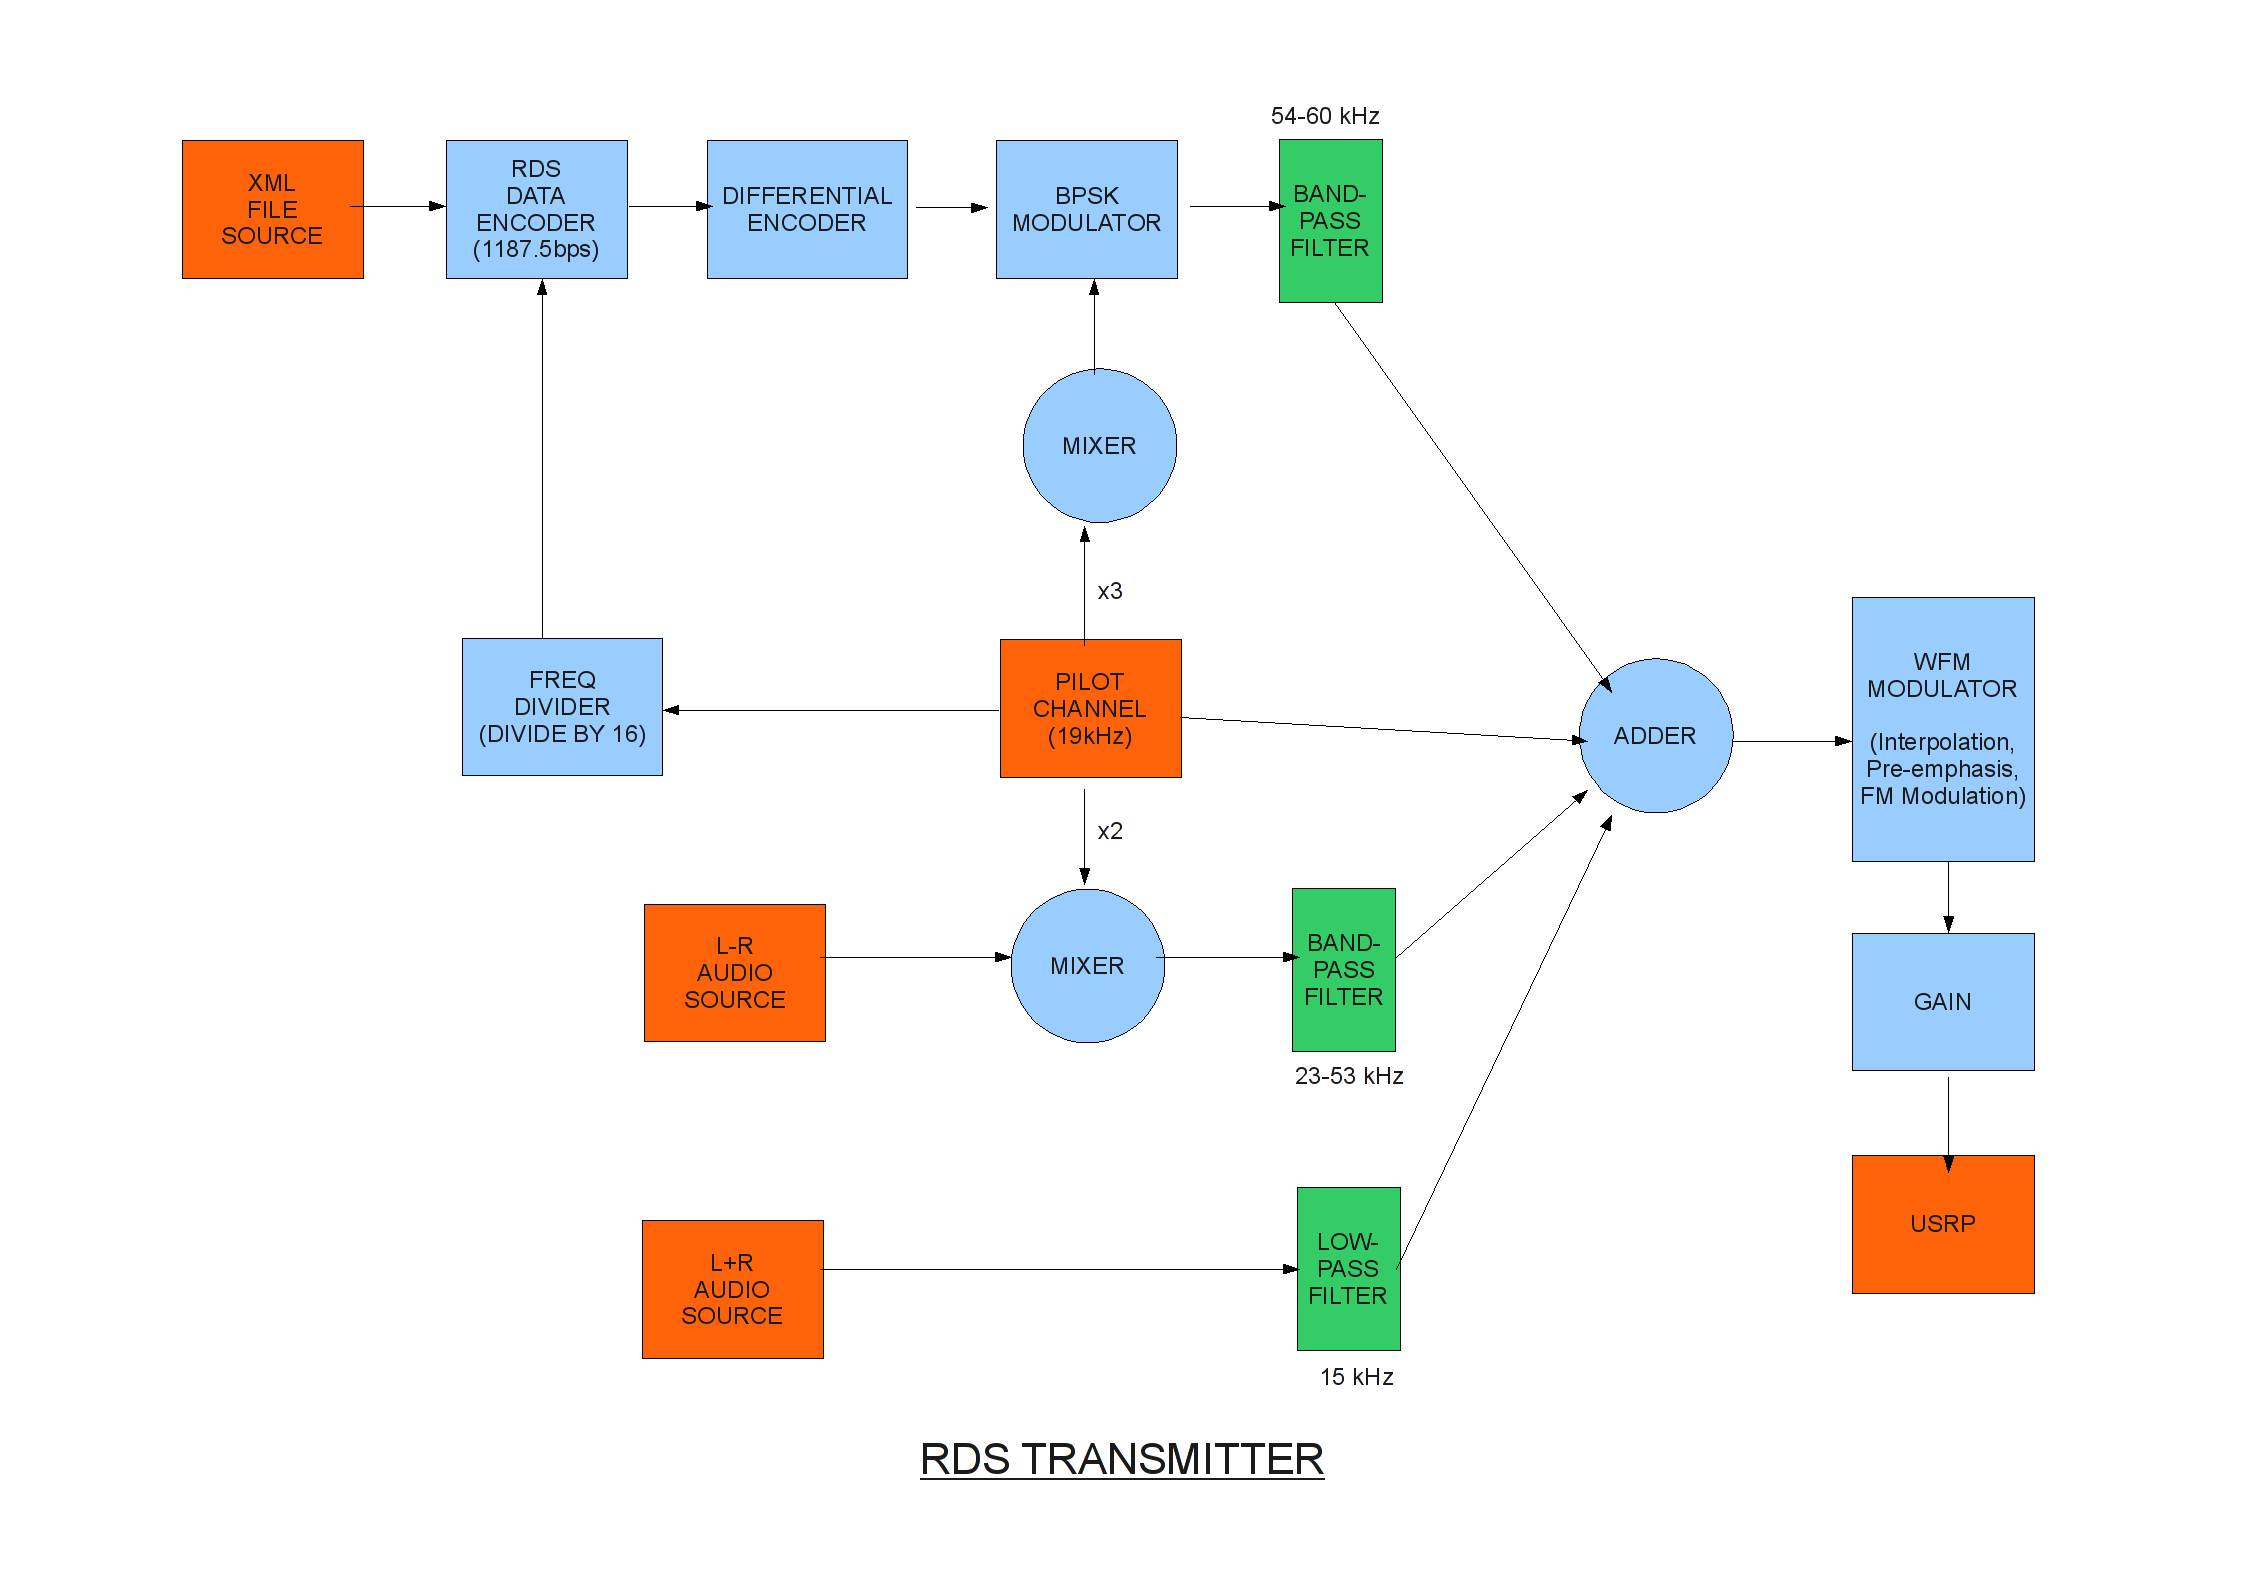 54-60 kHz
XML
FILE
SOURCE
RDS
DATA
ENCODER
(1187.5bps)
DIFFERENTIAL
ENCODER
BPSK
MODULATOR
BAND-
PASS
FILTER
MIXER
x3
FREQ
DIVIDER
(DIVIDE BY 16)
PILOT
CHANNEL
(19kHz)
ADDER
WFM
MODULATOR
(Interpolation,
Pre-emphasis,
FM Modulation)
x2
L-R
AUDIO
SOURCE
MIXER
BAND-
PASS
FILTER
23-53 kHz
GAIN
L+R
AUDIO
SOURCE
LOW-
PASS
FILTER
15 kHz
USRP
RDS TRANSMITTER